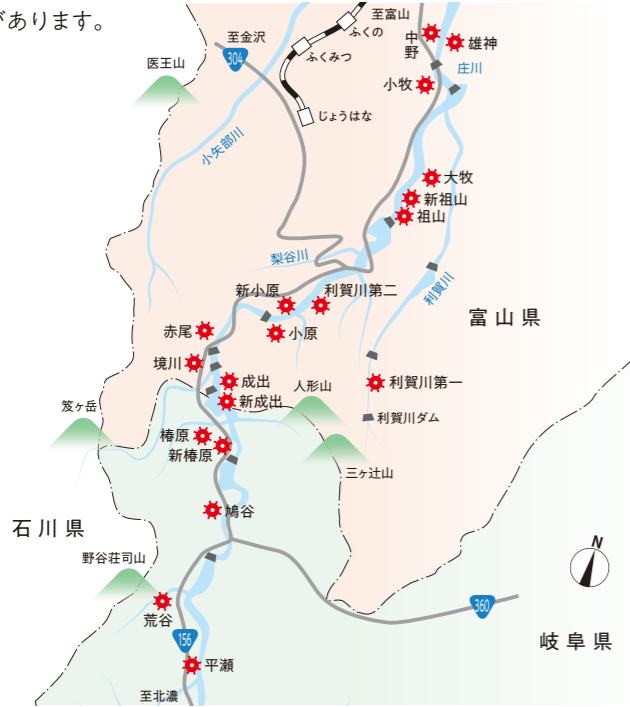 があります。
至金沢
304
至富山
ふくの
ふくみつ
じょうはな
医王山
小矢部川
中野
雄神
庄川
小牧
大牧
新祖山
祖山
梨谷川
利賀川
新小原
利賀川第二
富山県
赤尾
小原
境川
成出
新成出
人形山
利賀川第一
利賀川ダム
笈ヶ岳
椿原
新椿原
三ヶ辻山
鳩谷
石川県
野谷荘司山
荒谷
N
360
岐阜県
156
平瀬
至北濃